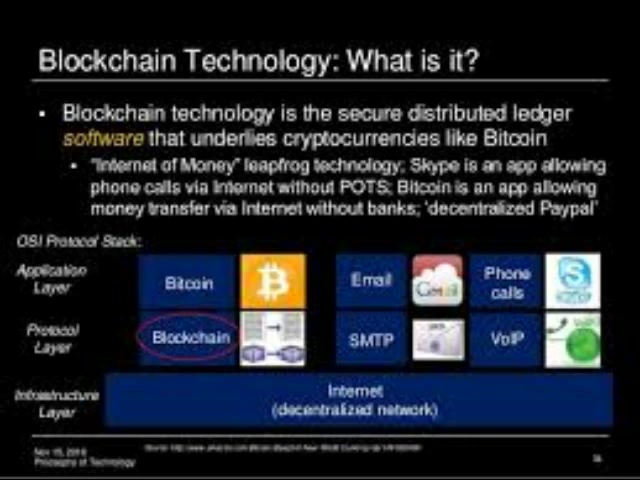 Blockchain Technology: What is it?
• Blockchain technology is the secure distributed ledger
software that underlies cryptocurrencies like Bitcoin
• "Internet of Money" leapfrog technology; Skype is an app allowing
phone calls via Internet without POTS; Bitcoin is an app allowing
money transfer via Internet without banks; 'decentralized Paypal'
OSI Protocol Stack:
Application
Layer
Bitcoin
Email
Gmail
Phone
calls
Protocol
Layer
Blockchain
SMTP
VoIP
Infrastructure
Layer
Internet
(decentralized network)
Philosophy of Technology